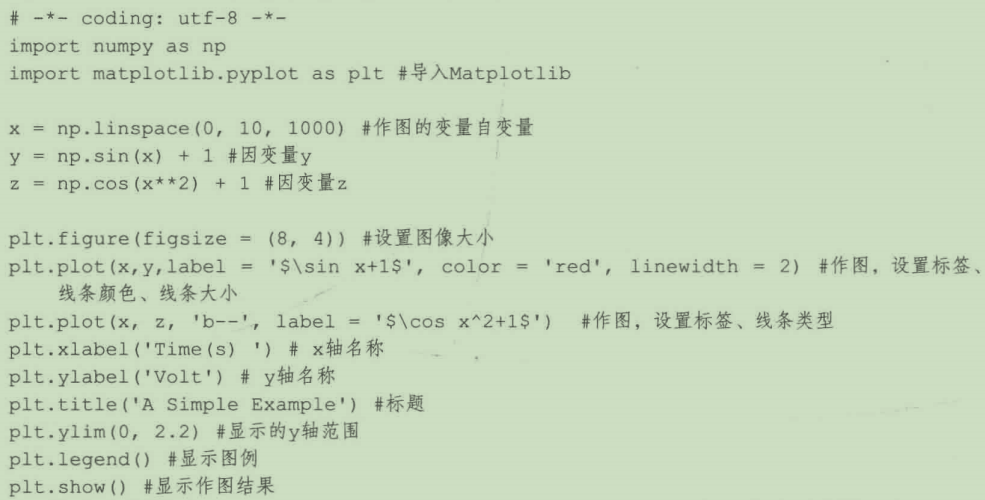 # -*- coding: utf-8 -*-
import numpy as np
import matplotlib.pyplot as plt #导入Matplotlib
x = np.linspace(0, 10, 1000) #作图的变量自变量
y = np.sin(x) + 1 #因变量y
z = np.cos(x**2) + 1 #因变量z
plt.figure(figsize = (8, 4)) #设置图像大小
plt.plot(x,y,label = '$\sin x+1$', color = 'red', linewidth = 2) #作图，设置标签、
线条颜色、线条大小
plt.plot(x, z, 'b--', label = '$\cos x^2+1$') #作图，设置标签、线条类型
plt.xlabel('Time(s) ') # x轴名称
plt.ylabel('Volt') # y轴名称
plt.title('A Simple Example') #标题
plt.ylim(0, 2.2) #显示的y轴范围
plt.legend() #显示图例
plt.show() #显示作图结果